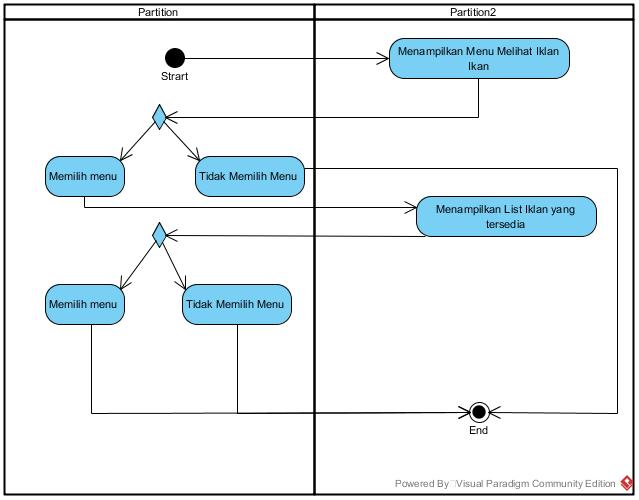 Partition
Partition2
Strart
Menampilkan Menu Melihat Iklan
Ikan
Memilih menu
Tidak Memilih Menu
Menampilkan List Iklan yang
tersedia
Memilih menu
Tidak Memilih Menu
End
Powered By Visual Paradigm Community Edition